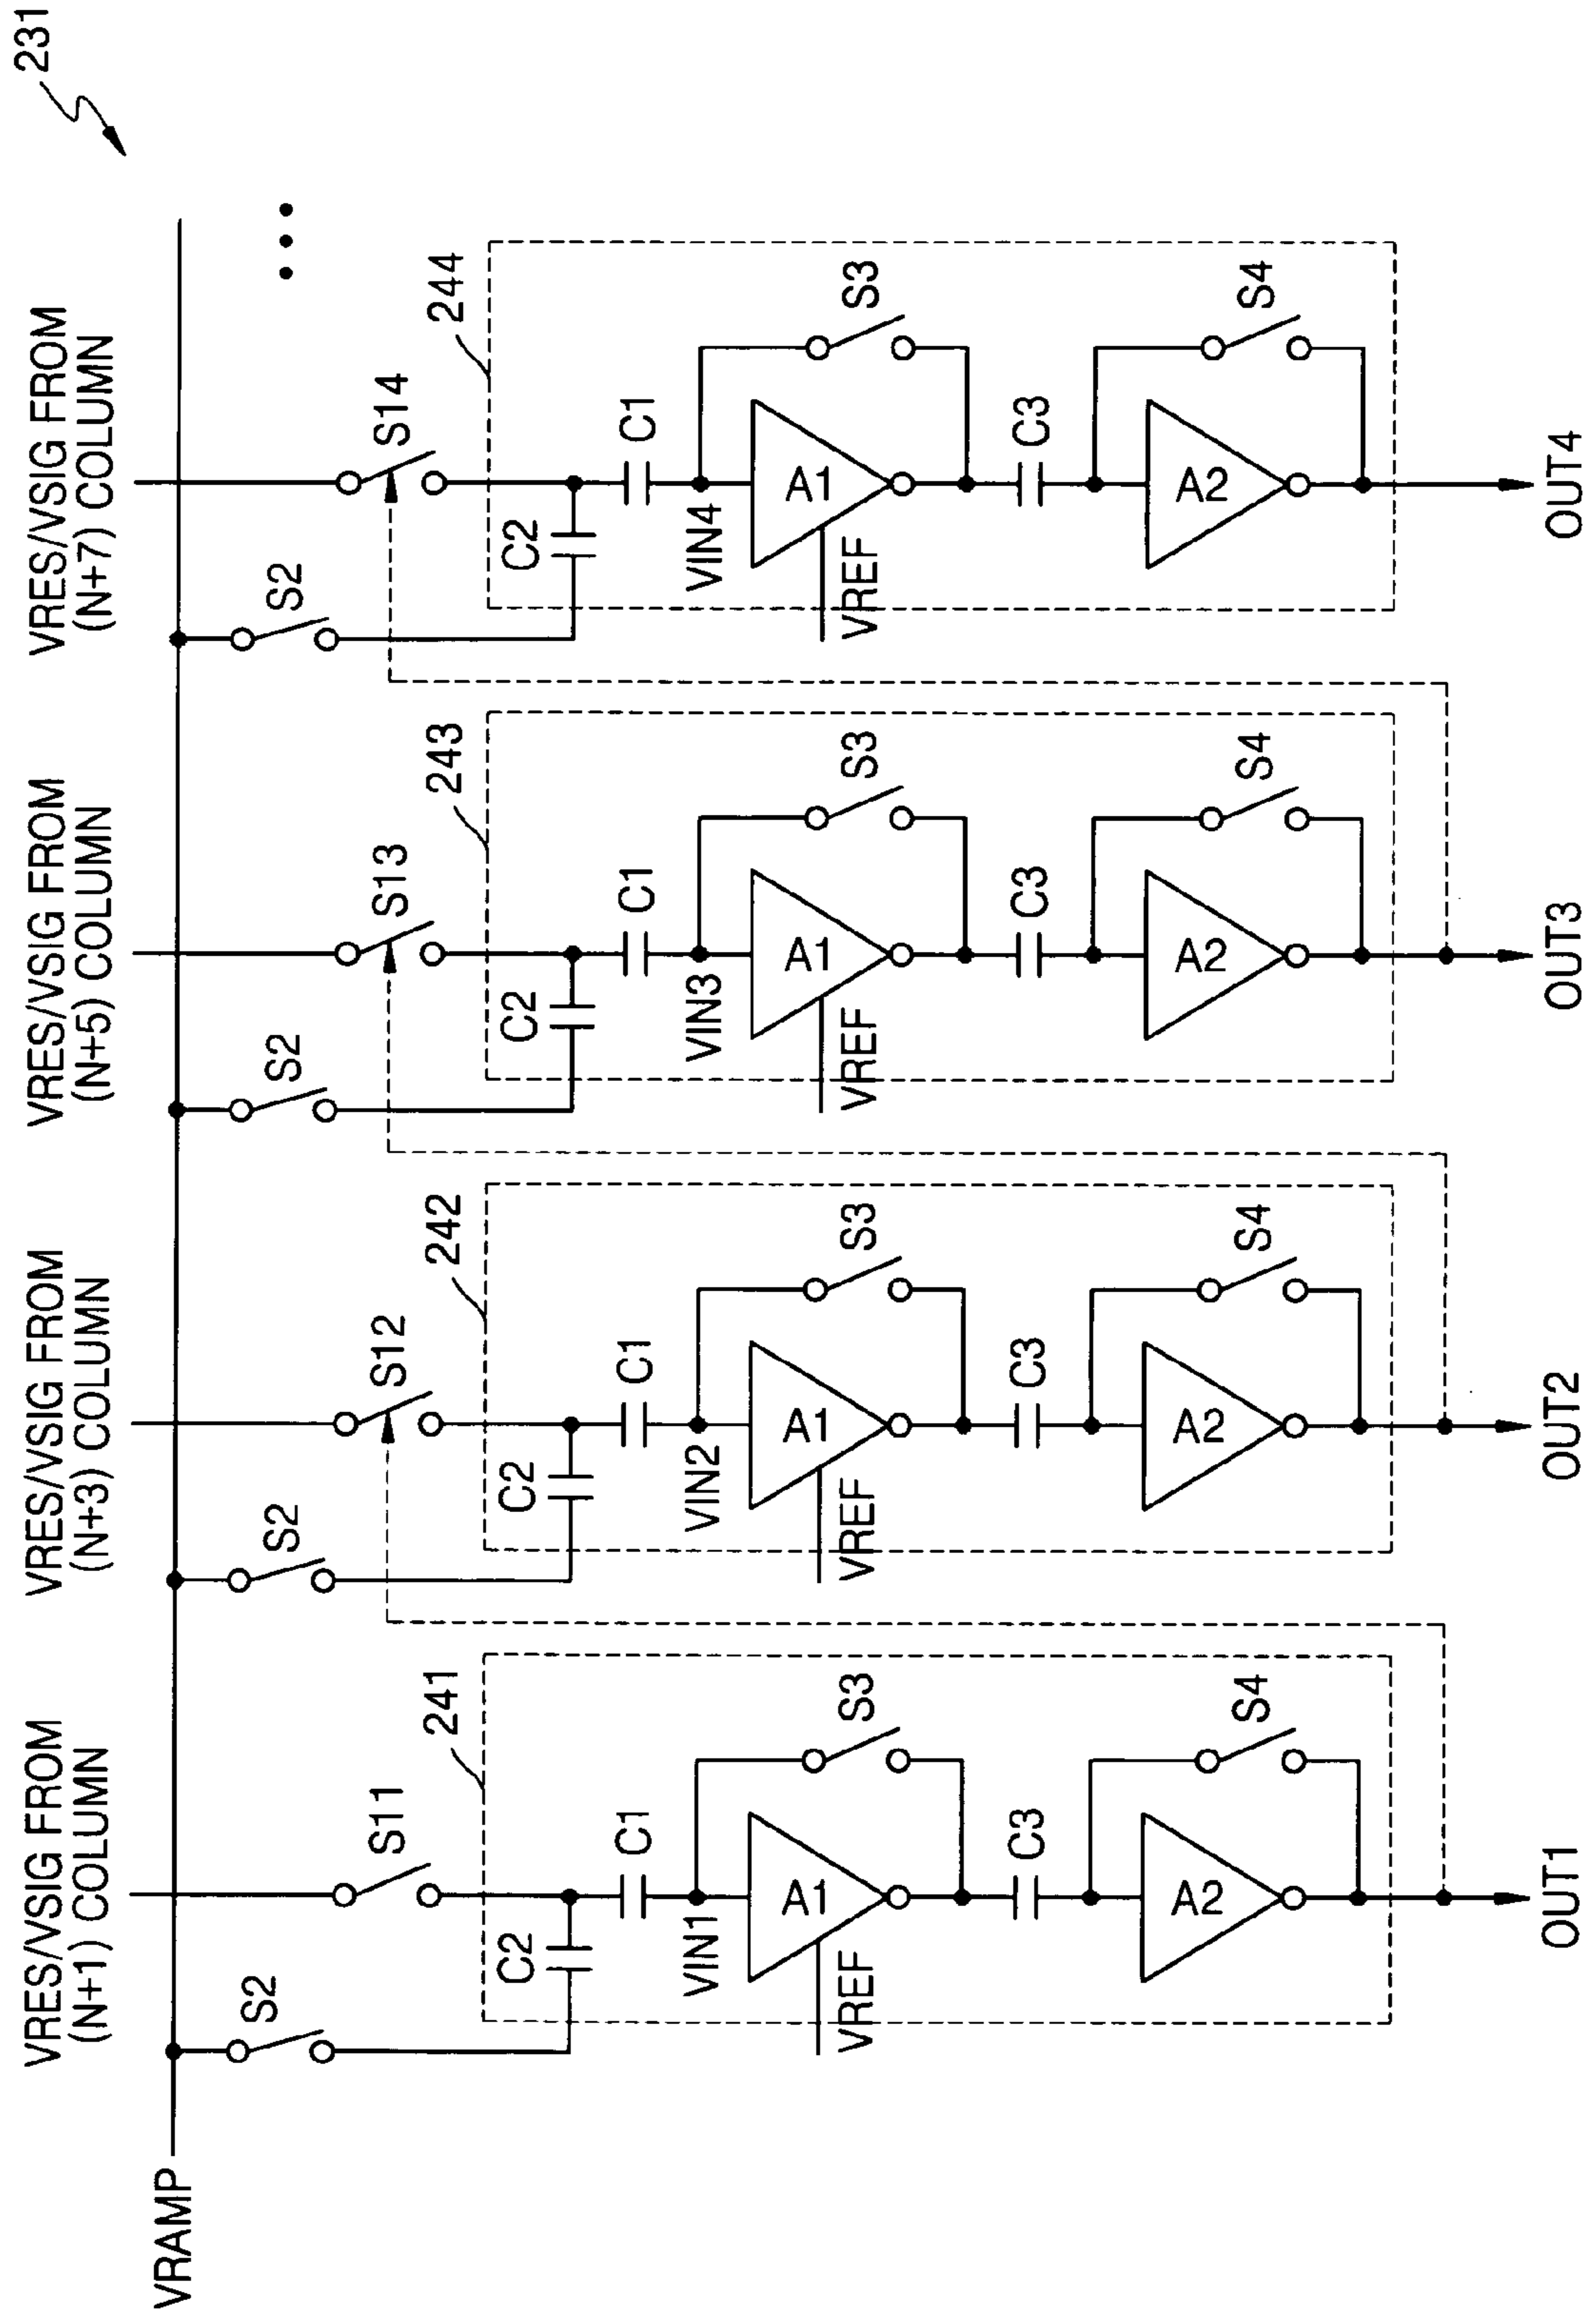 231
VRES/VSIG FROM
(N+1) COLUMN
VRES/VSIG FROM
(N+3) COLUMN
VRES/VSIG FROM
(N+5) COLUMN
VRES/VSIG FROM
(N+7) COLUMN
VRAMP
S2
S11
241
C2
C1
VIN1
A1
VREF
S3
C3
A2
S4
OUT1
S2
S12
242
C2
C1
VIN2
A1
VREF
S3
C3
A2
S4
OUT2
S2
S13
243
C2
C1
VIN3
A1
VREF
S3
C3
A2
S4
OUT3
S2
S14
244
C2
C1
VIN4
A1
VREF
S3
C3
A2
S4
OUT4